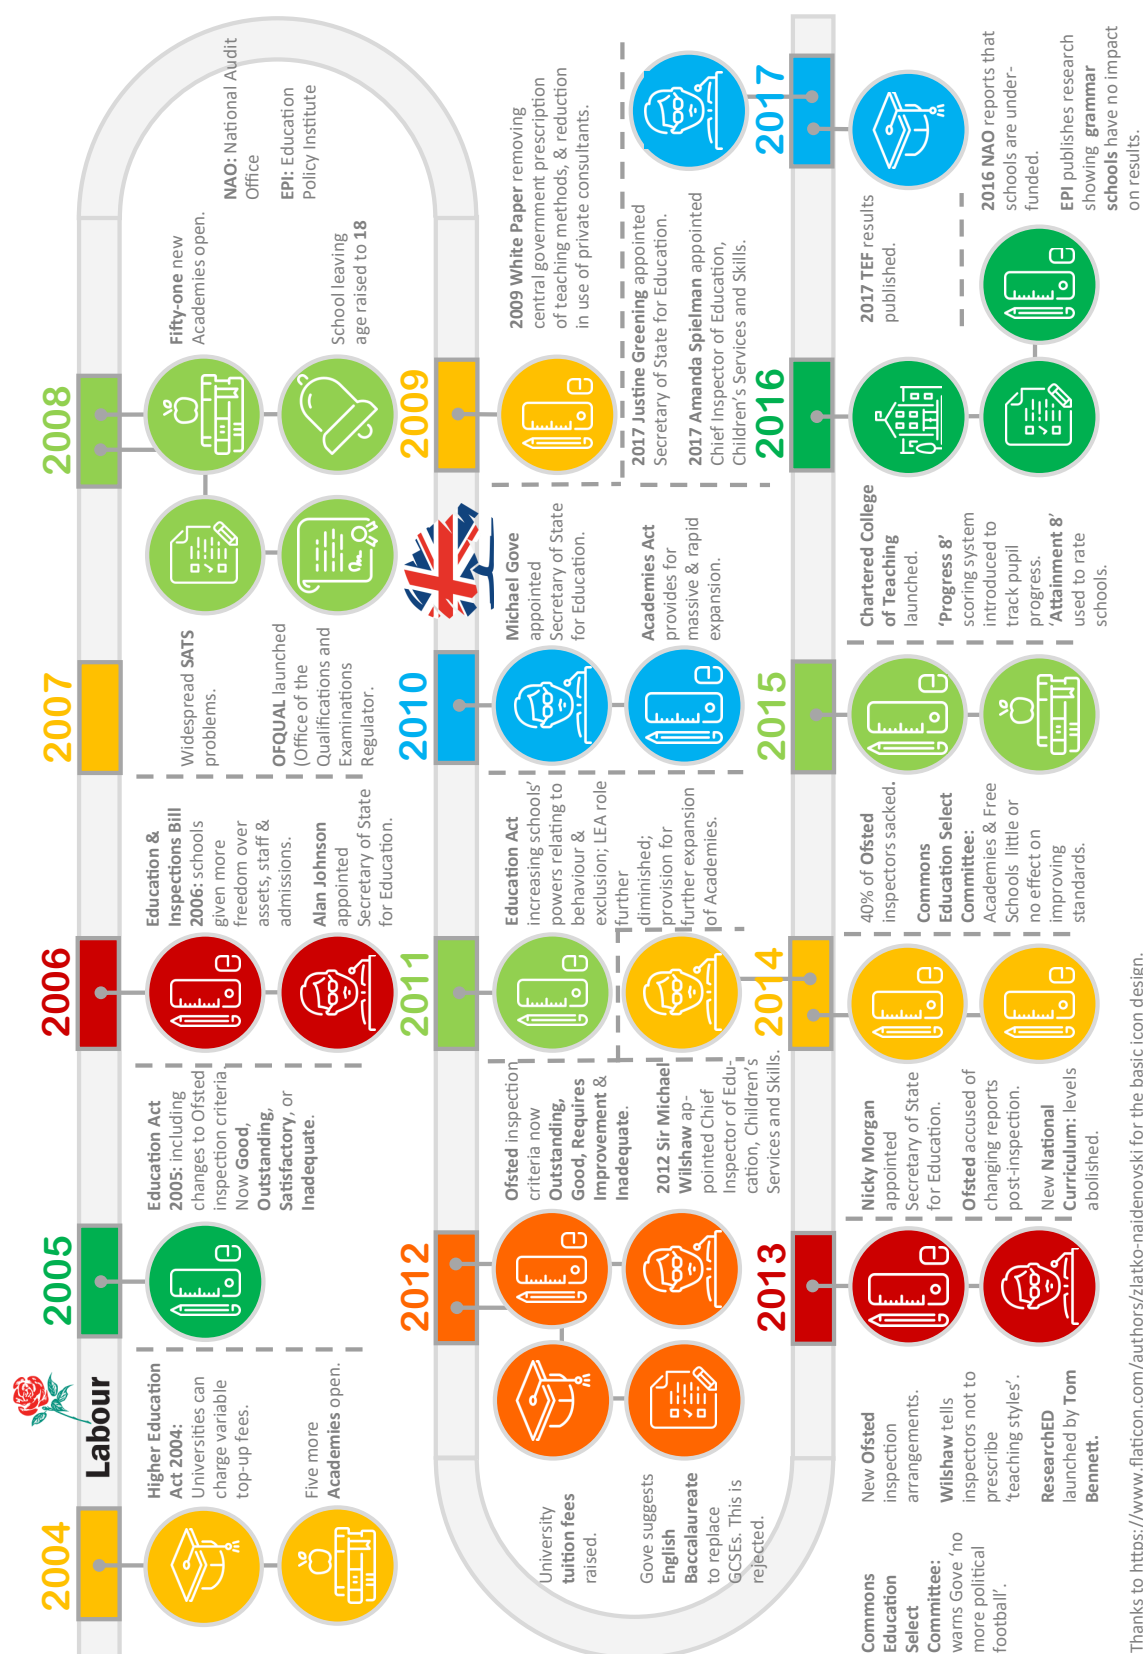 Labour
2004
Higher Education
Act 2004:
Universities can
charge variable
top-up fees.
Five more
Academies open.
2005
Education Act
2005: including
changes to Ofsted
inspection criteria
Now Good,
Outstanding,
Satisfactory, or
Inadequate.
2006
Education &
Inspections Bill
2006: schools
given more
freedom over
assets, staff &
admissions.
Alan Johnson
appointed
Secretary of State
for Education.
2007
2008
Widespread SATS
problems.
OFQUAL launched
(Office of the
Qualifications and
Examinations
Regulator.
Fifty-one new
Academies open.
School leaving
age raised to 18
NAO: National Audit
Office
EPI: Education
Policy Institute
2009
2009 White Paper removing
central government prescription
of teaching methods, & reduction
in use of private consultants.
2010
Michael Gove
appointed
Secretary of State
for Education.
Academies Act
provides for
massive & rapid
expansion.
2011
Education Act
increasing schools’
powers relating to
behaviour &
exclusion; LEA role
further
diminished;
provision for
further expansion
of Academies.
2012
Ofsted inspection
criteria now
Outstanding,
Good, Requires
Improvement &
Inadequate.
2012 Sir Michael
Wilshaw ap-
pointed Chief
Inspector of Edu-
cation, Children’s
Services and Skills.
University
tuition fees
raised.
Gove suggests
English
Baccalaureate
to replace
GCSEs. This is
rejected.
2013
Commons
Education
Select
Committee:
warns Gove ‘no
more political
football’.
New Ofsted
inspection
arrangements.
Wilshaw tells
inspectors not to
prescribe
‘teaching styles’.
ResearchED
launched by Tom
Bennett.
2014
Nicky Morgan
appointed
Secretary of State
for Education.
Ofsted accused of
changing reports
post-inspection.
New National
Curriculum: levels
abolished.
2015
40% of Ofsted
inspectors sacked.
Commons
Education Select
Committee:
Academies & Free
Schools little or
no effect on
improving
standards.
2016
Chartered College
of Teaching
launched.
‘Progress 8’
scoring system
introduced to
track pupil
progress.
‘Attainment 8’
used to rate
schools.
2016 NAO reports that
schools are under-
funded.
EPI publishes research
showing grammar
schools have no impact
on results.
2017
2017 Justine Greening appointed
Secretary of State for Education.
2017 Amanda Spielman appointed
Chief Inspector of Education,
Children’s Services and Skills.
2017 TEF results
published.
Thanks to https://www.flaticon.com/authors/zlatko-naidenovski for the basic icon design.